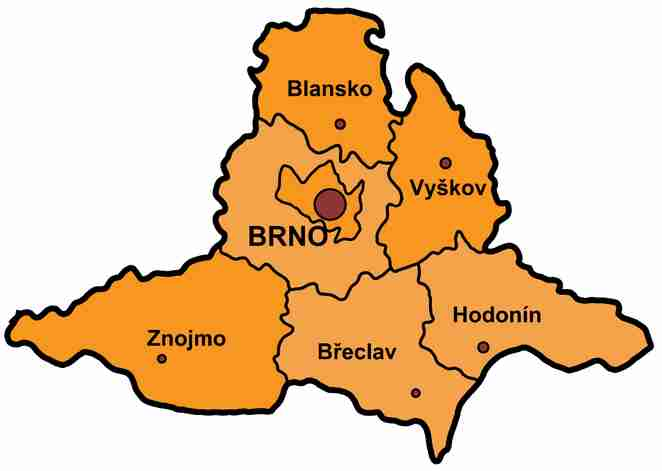 Blansko
Vyškov
BRNO
Hodonín
Znojmo
Břeclav